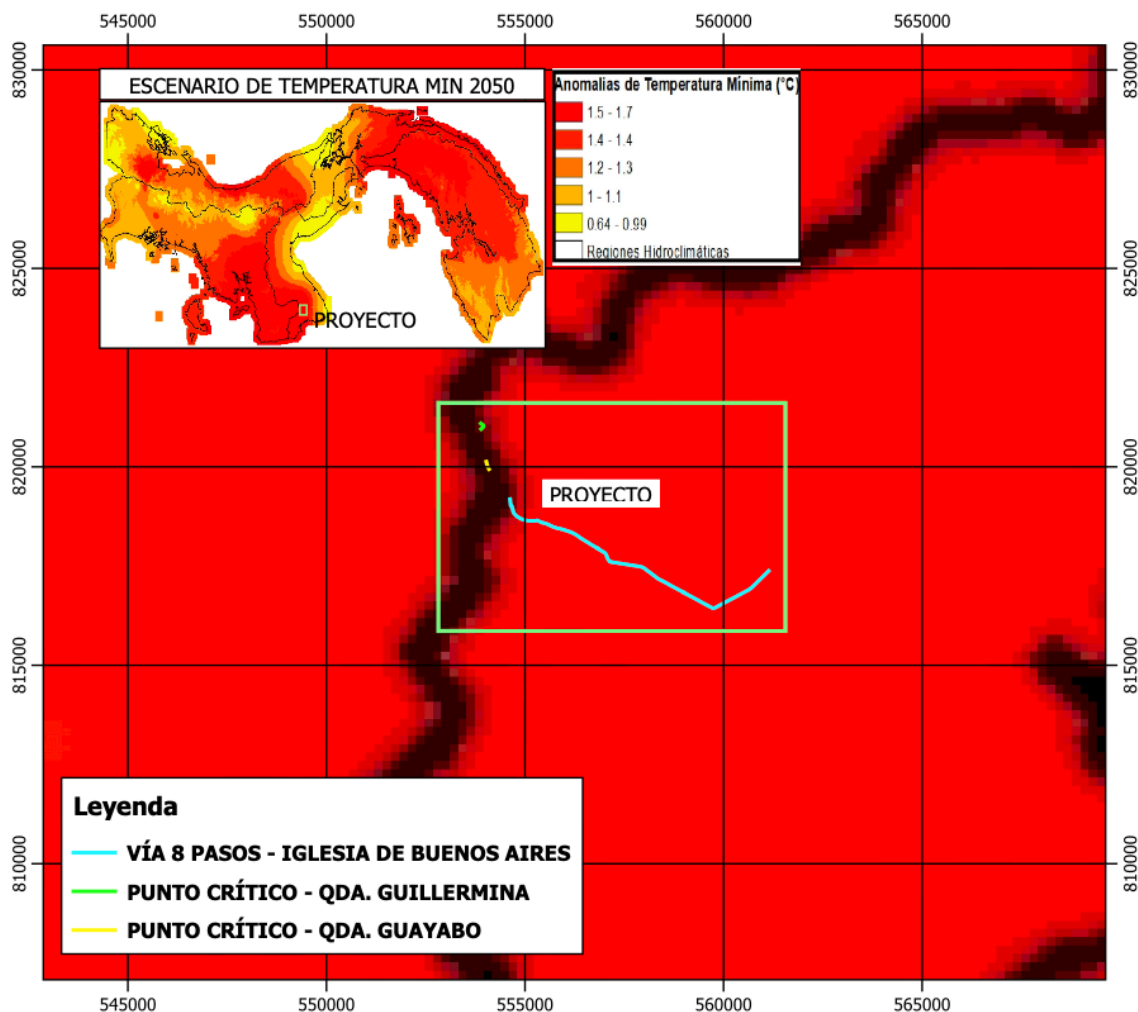 545000 550000 555000 560000 565000
830000 830000
ESCENARIO DE TEMPERATURA MIN 2050
PROYECTO
Anomalias de Temperatura Mínima (°C)
1.5 - 1.7
1.4 - 1.4
1.2 - 1.3
1 - 1.1
0.64 - 0.99
Regiones Hidroclimáticas
825000 825000
820000 820000
PROYECTO
815000 815000
Leyenda
VÍA 8 PASOS - IGLESIA DE BUENOS AIRES
PUNTO CRÍTICO - QDA. GUILLERMINA
PUNTO CRÍTICO - QDA. GUAYABO
810000 810000
545000 550000 555000 560000 565000